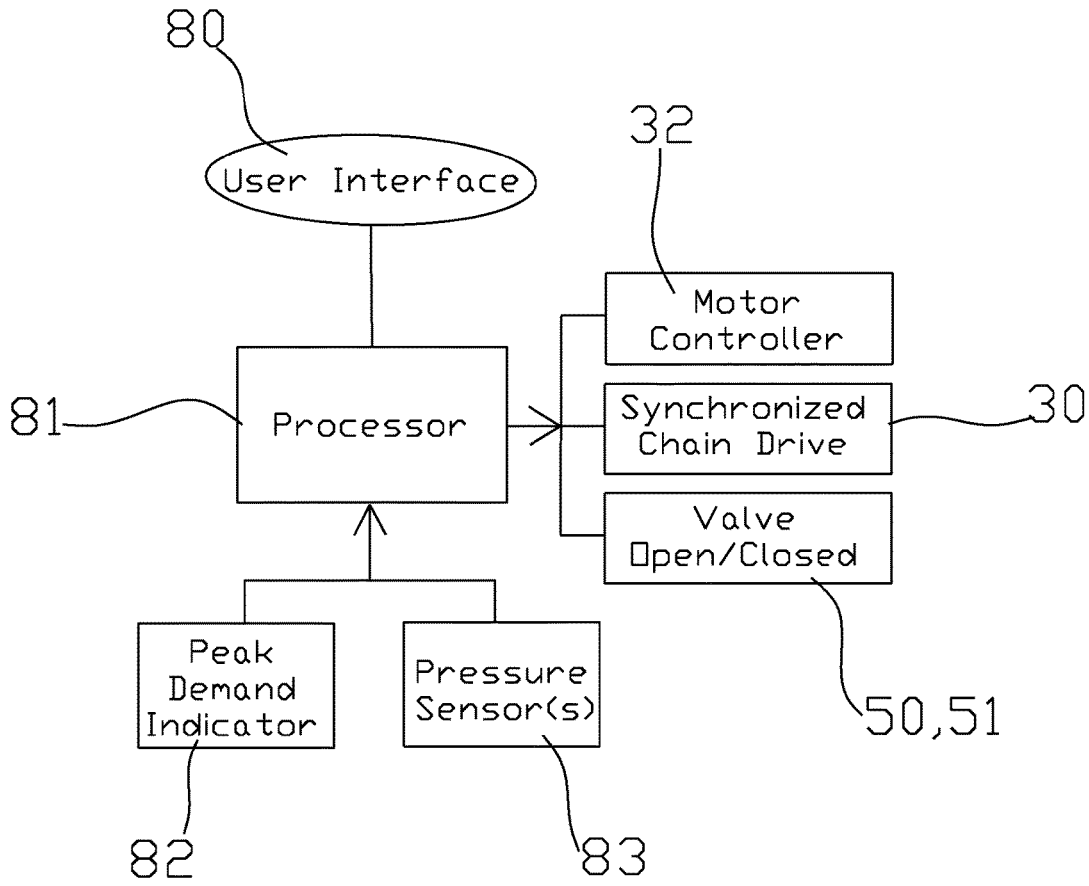 80
32
User Interface
Motor
Controller
81
Processor
Synchronized
Chain Drive
30
Valve
Open/Closed
Peak
Demand
Indicator
Pressure
Sensor(s)
50,51
82
83